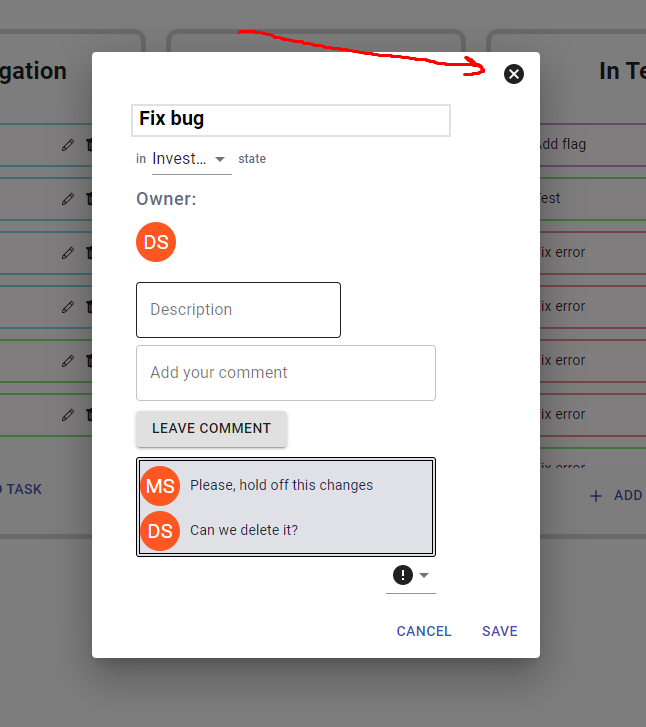 gation
In Te
Fix bug
in Invest... state
Owner:
DS
Description
Add your comment
LEAVE COMMENT
MS Please, hold off this changes
DS Can we delete it?
CANCEL SAVE
Add flag
Test
ix error
ix error
ix error
ix error
ix error
TASK
+ ADD